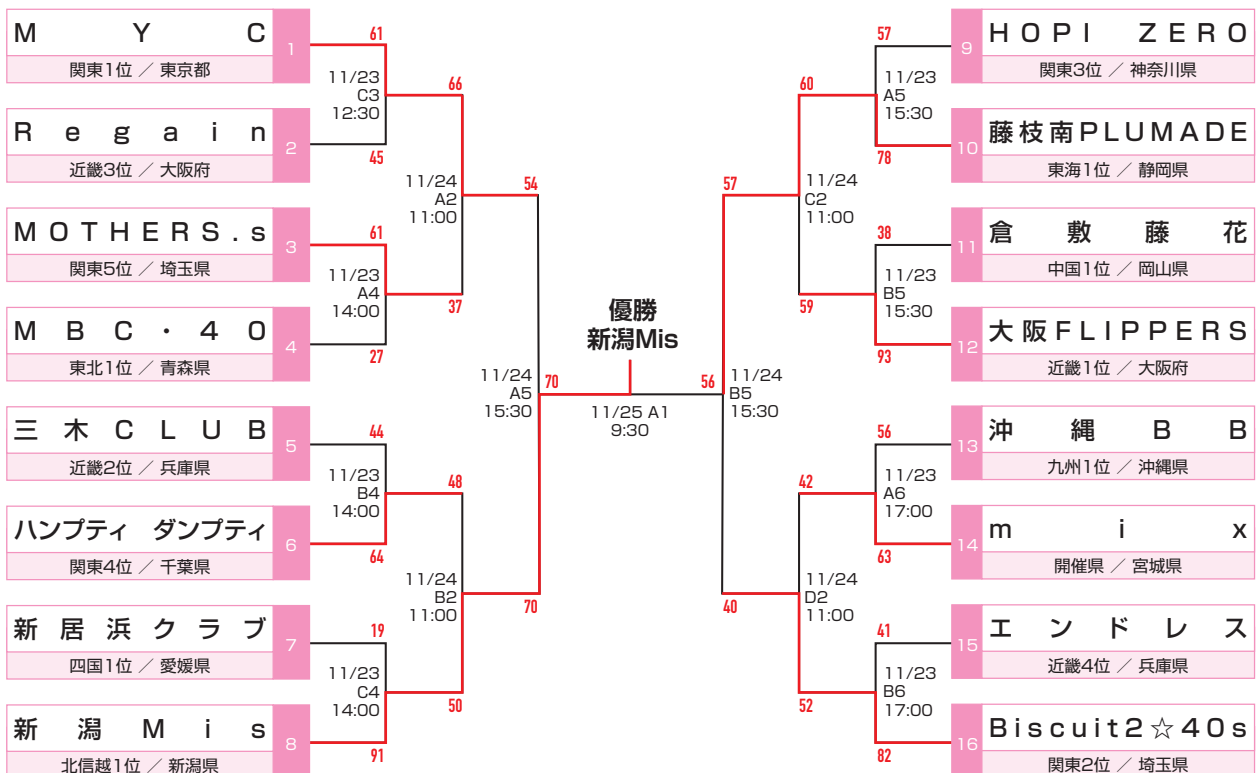 MYC
1
関東1位 ／ 東京都
Regain
2
近畿3位 ／ 大阪府
MOTHERS.s
3
関東5位 ／ 埼玉県
MBC・40
4
東北1位 ／ 青森県
三木CLUB
5
近畿2位 ／ 兵庫県
ハンプティ ダンプティ
6
関東4位 ／ 千葉県
新居浜クラブ
7
四国1位 ／ 愛媛県
新潟Mis
8
北信越1位 ／ 新潟県
61
11/23
C3
12:30
45
61
11/23
A4
14:00
27
44
11/23
B4
14:00
64
19
11/23
C4
14:00
91
66
11/24
A2
11:00
37
48
11/24
B2
11:00
50
54
11/24
A5
15:30
70
優勝
新潟Mis
70
56
11/25 A1
9:30
57
11/24
B5
15:30
40
60
11/24
C2
11:00
59
42
11/24
D2
11:00
52
57
11/23
A5
15:30
78
38
11/23
B5
15:30
93
56
11/23
A6
17:00
63
41
11/23
B6
17:00
82
9
HOPI ZERO
関東3位 ／ 神奈川県
10
藤枝南PLUMADE
東海1位 ／ 静岡県
11
倉敷藤花
中国1位 ／ 岡山県
12
大阪FLIPPERS
近畿1位 ／ 大阪府
13
沖縄BB
九州1位 ／ 沖縄県
14
mix
開催県 ／ 宮城県
15
エンドレス
近畿4位 ／ 兵庫県
16
Biscuit2☆40s
関東2位 ／ 埼玉県